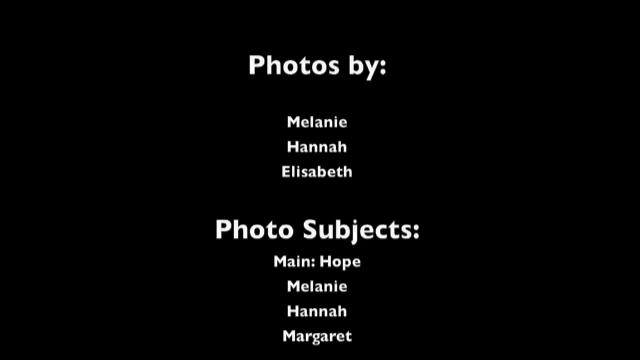 Photos by:
Melanie
Hannah
Elisabeth
Photo Subjects:
Main: Hope
Melanie
Hannah
Margaret